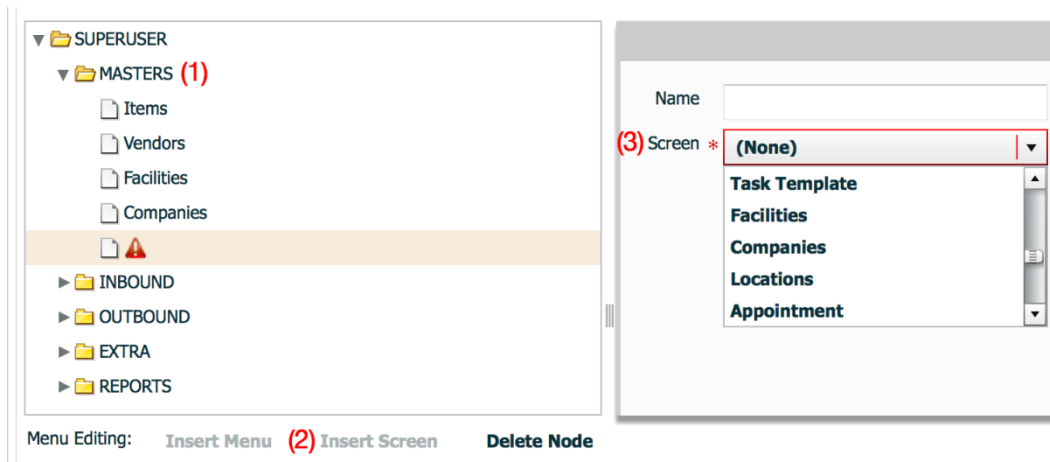 SUPERUSER
MASTERS (1)
Items
Vendors
Facilities
Companies
INBOUND
OUTBOUND
EXTRA
REPORTS
Menu Editing: Insert Menu (2) Insert Screen Delete Node
Name
(3) Screen * (None)
Task Template
Facilities
Companies
Locations
Appointment